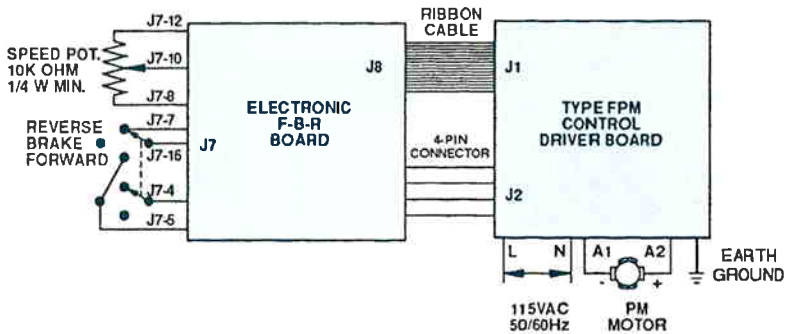 J7-12
SPEED POT.
10K OHM
1/4 W MIN.
J7-10
J7-8
J7-7
REVERSE
BRAKE
FORWARD
J7-16
J7-4
J7-5
J7
ELECTRONIC
F-B-R
BOARD
J8
RIBBON
CABLE
4-PIN
CONNECTOR
J1
TYPE FPM
CONTROL
DRIVER BOARD
J2
L N A1 A2
- +
EARTH
GROUND
115VAC
50/60Hz
PM
MOTOR